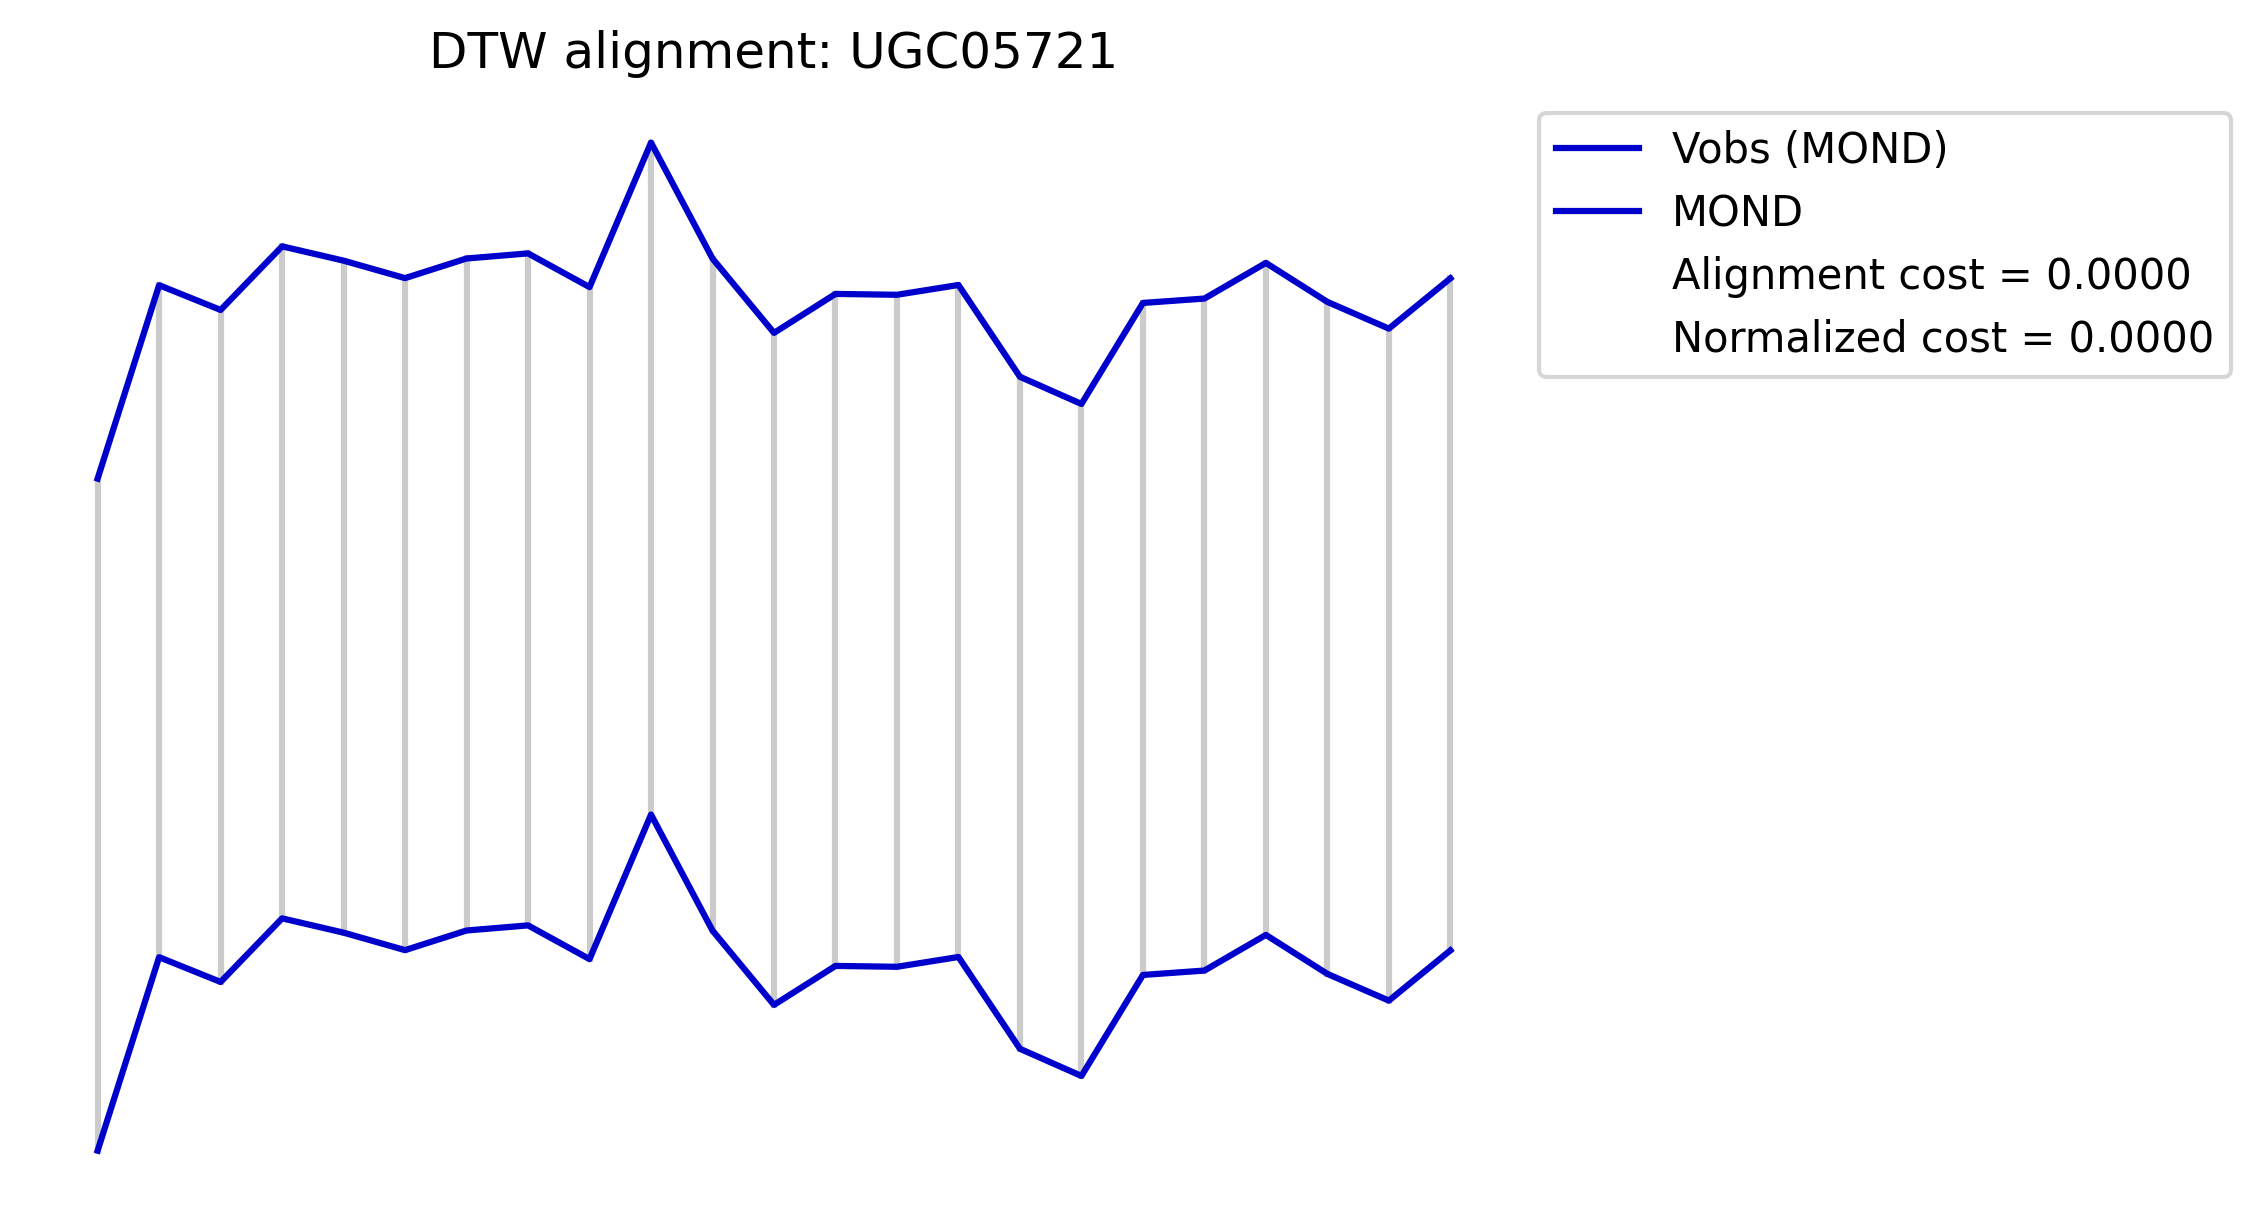 DTW alignment: UGC05721
Vobs (MOND)
MOND
Alignment cost = 0.0000
Normalized cost = 0.0000